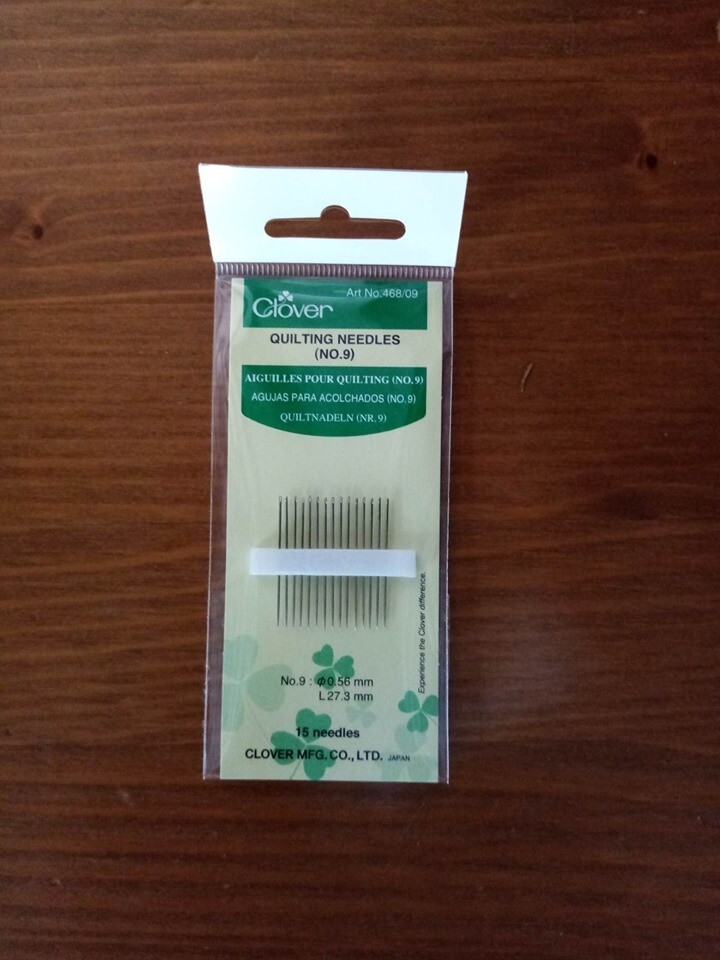 Clover
Art No.468/09
QUILTING NEEDLES
(NO.9)
AIGUILLES POUR QUILTING (NO.9)
AGUJAS PARA ACOLCHADOS (NO.9)
QUILTNADELN (NR.9)
Experience the Clover difference.
No.9 : φ0.56 mm
L 27.3 mm
15 needles
CLOVER MFG. CO., LTD. JAPAN